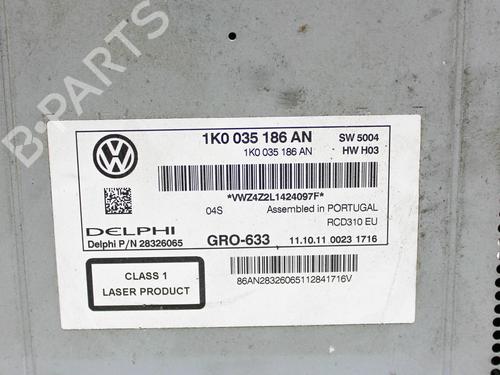 B-PARTS
1K0 035 186 AN SW 5004
1K0 035 186 AN HW H03
*VWZ4Z2L1424097F*
04S Assembled in PORTUGAL
RCD310 EU
DELPHI
Delphi P/N 28326065 GRO-633 11.10.11 0023 1716
CLASS 1
LASER PRODUCT
86AN28326065112841716V